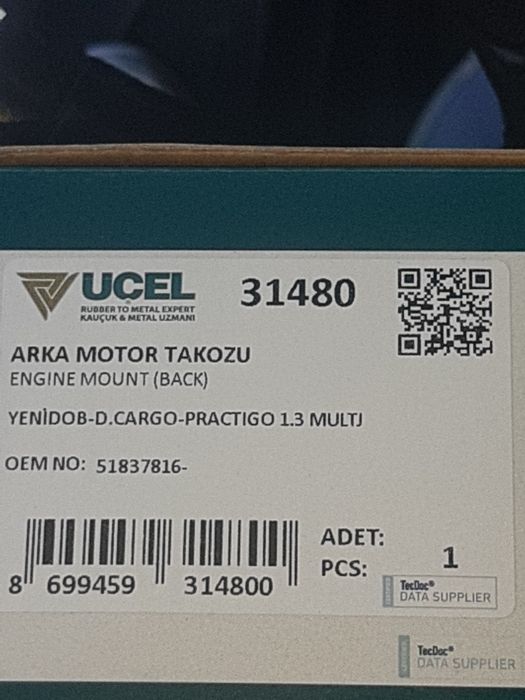 UÇEL
RUBBER TO METAL EXPERT
KAUÇUK & METAL UZMANI
31480
ARKA MOTOR TAKOZU
ENGINE MOUNT (BACK)
YENİDOB-D.CARGO-PRACTIGO 1.3 MULTJ
OEM NO: 51837816-
8 699459 314800
ADET:
PCS: 1
TecDoc®
DATA SUPPLIER
TecDoc®
DATA SUPPLIER